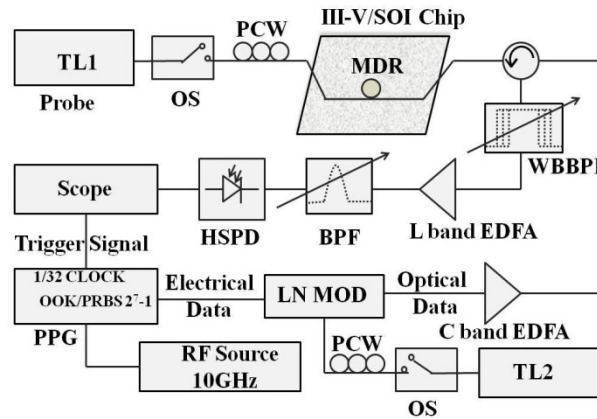 III-V/SOI Chip
PCW
TL1
MDR
Probe
OS
WBBPF
Scope
HSPD
BPF
L band EDFA
Trigger Signal
1/32 CLOCK
OOK/PRBS 2⁷-1
Electrical
Data
LN MOD
Optical
Data
C band EDFA
PPG
PCW
RF Source
10GHz
TL2
OS